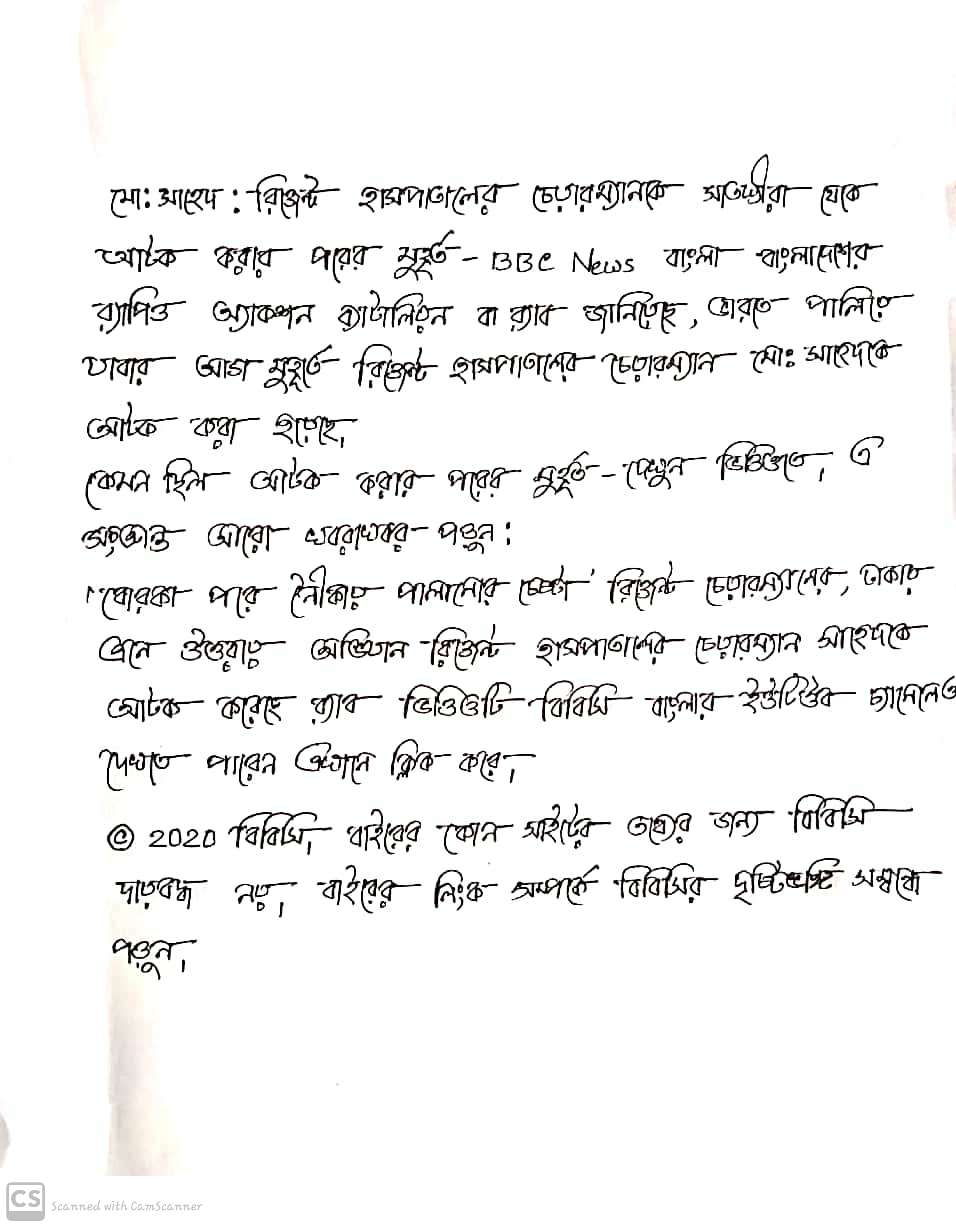 মো: সাহেদ : রিজেন্ট হাসপাতালের চেয়ারম্যানকে সাতক্ষীরা থেকে
আটক করার পরের মুহূর্ত - BBC News বাংলা বাংলাদেশের
র‍্যাপিড অ্যাকশন ব্যাটালিয়ন বা র‍্যাব জানিয়েছে, ভারতে পালিয়ে
যাবার আগ মুহূর্তে রিজেন্ট হাসপাতালের চেয়ারম্যান মো: সাহেদকে
আটক করা হয়েছে।
কেমন ছিল আটক করার পরের মুহূর্ত - দেখুন ভিডিওতে। এ
সংক্রান্ত আরো খবরাখবর পড়ুন:
'বোরকা পরে নৌকায় পালানোর চেষ্টা' রিজেন্ট চেয়ারম্যানের, ঢাকায়
এনে উত্তরায় অভিযান রিজেন্ট হাসপাতালের চেয়ারম্যান সাহেদকে
আটক করেছে র‍্যাব ভিডিওটি বিবিসি বাংলার ইউটিউব চ্যানেলেও
দেখতে পারেন এখানে ক্লিক করে।
© 2020 বিবিসি। বাইরের কোন সাইটের তথ্যের জন্য বিবিসি
দায়বদ্ধ নয়। বাইরের লিংক সম্পর্কে বিবিসির দৃষ্টিভঙ্গি সম্বন্ধে
পড়ুন।
CS Scanned with CamScanner